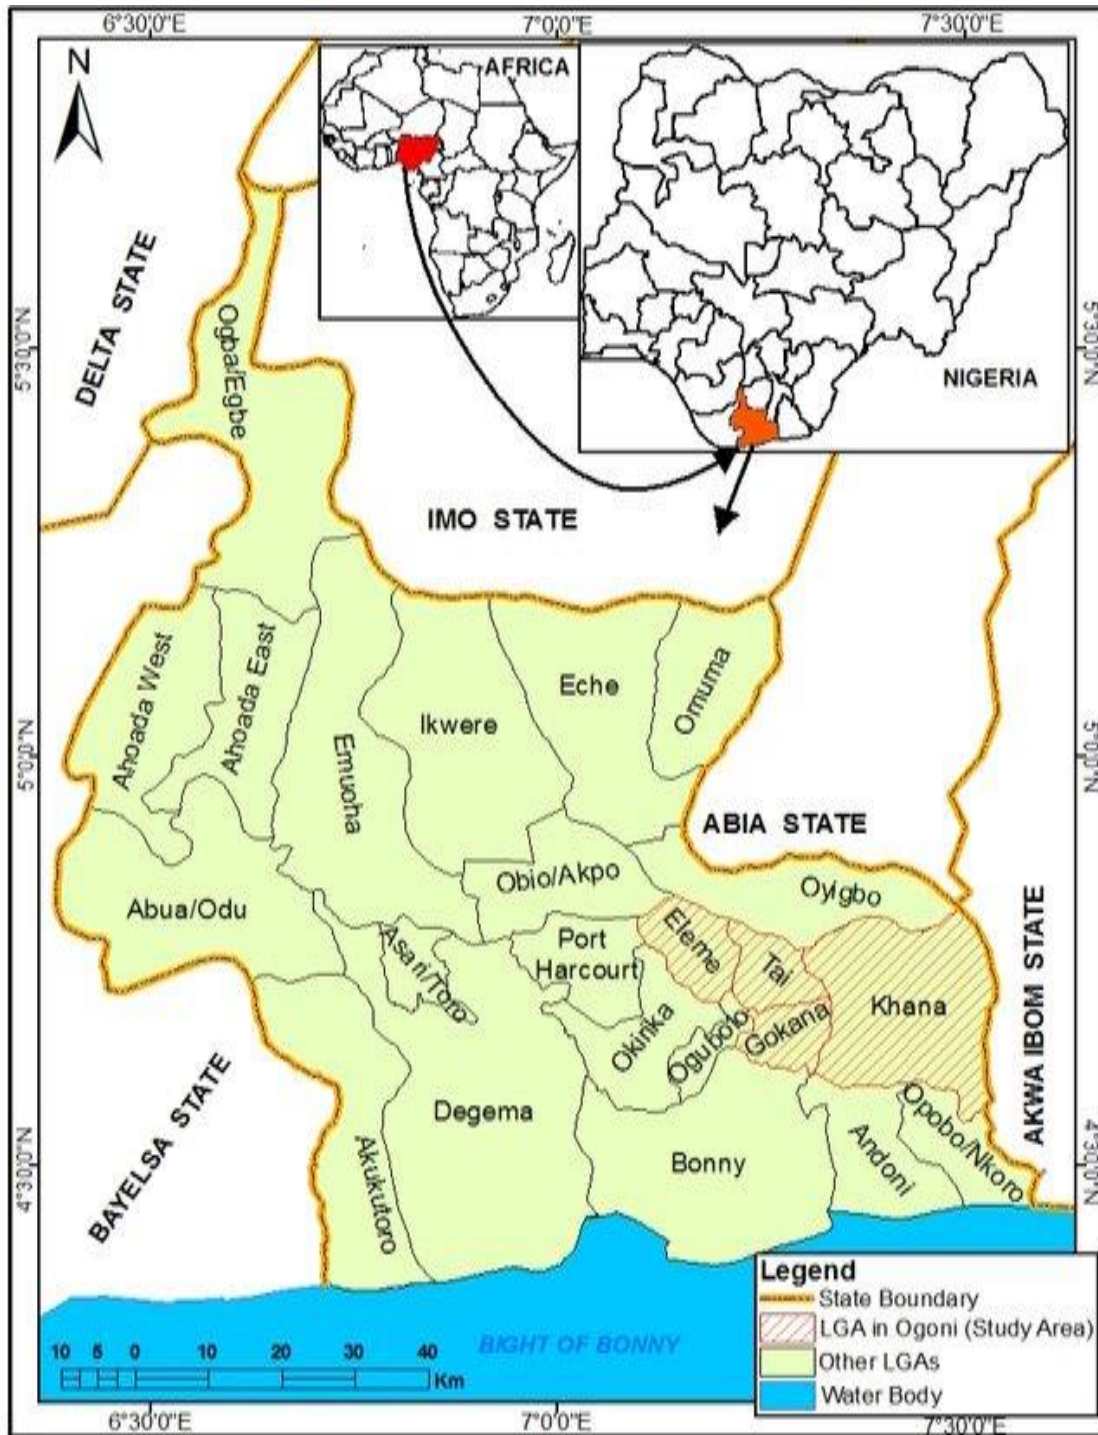 6°30'0"E
7°0'0"E
7°30'0"E
N
AFRICA
NIGERIA
5°30'0"N
5°30'0"N
DELTA STATE
Ogba/Egbe
IMO STATE
Ahoada West
Ahoada East
Emuoha
Ikwere
Eche
Omuma
5°0'0"N
5°0'0"N
ABIA STATE
Abua/Odu
Obio/Akpo
Oyigbo
Asari/Toro
Port
Harcourt
Eleme
Tai
Khana
Okirika
Ogubolo
Gokana
AKWA IBOM STATE
BAYELSA STATE
Degema
Akukutoro
Bonny
Andoni
Opobo/Nkoro
4°30'0"N
4°30'0"N
BIGHT OF BONNY
10 5 0 10 20 30 40
Km
Legend
State Boundary
LGA in Ogoni (Study Area)
Other LGAs
Water Body
6°30'0"E
7°0'0"E
7°30'0"E